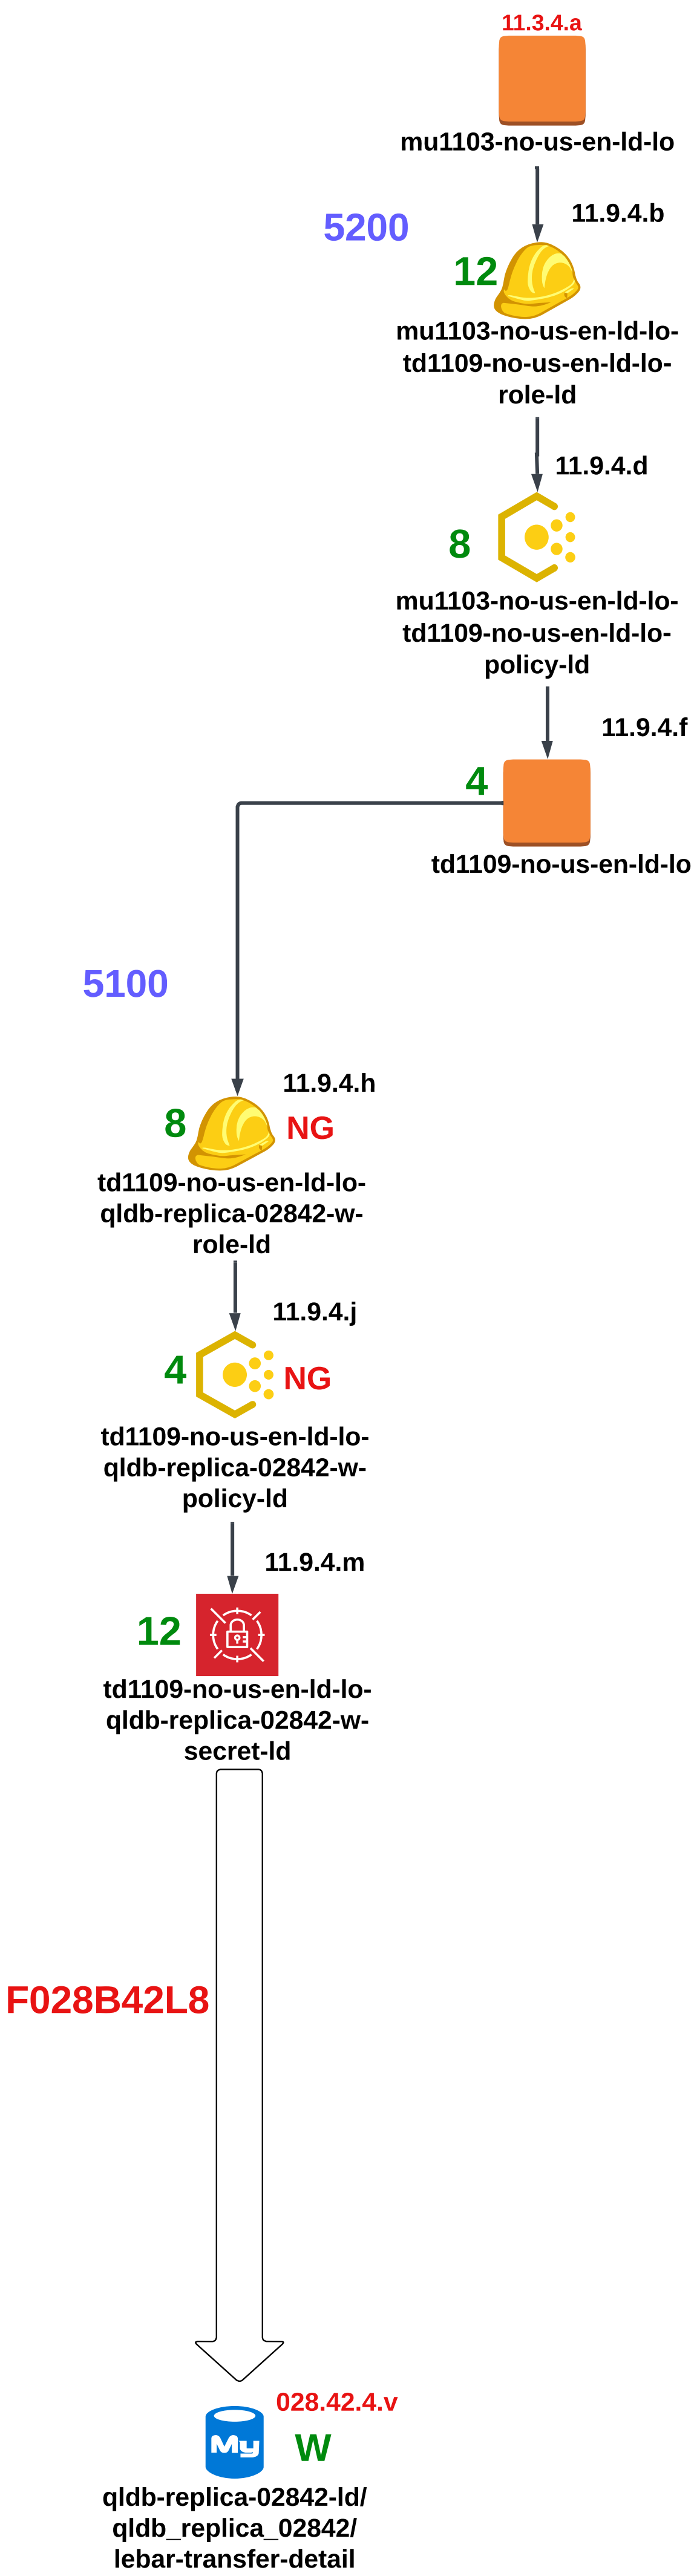 11.3.4.a
mu1103-no-us-en-ld-lo
11.9.4.b
5200
12
mu1103-no-us-en-ld-lo-
td1109-no-us-en-ld-lo-
role-ld
11.9.4.d
8
mu1103-no-us-en-ld-lo-
td1109-no-us-en-ld-lo-
policy-ld
11.9.4.f
4
td1109-no-us-en-ld-lo
5100
11.9.4.h
8
NG
td1109-no-us-en-ld-lo-
qldb-replica-02842-w-
role-ld
11.9.4.j
4
NG
td1109-no-us-en-ld-lo-
qldb-replica-02842-w-
policy-ld
11.9.4.m
12
td1109-no-us-en-ld-lo-
qldb-replica-02842-w-
secret-ld
F028B42L8
028.42.4.v
My
W
qldb-replica-02842-ld/
qldb_replica_02842/
lebar-transfer-detail